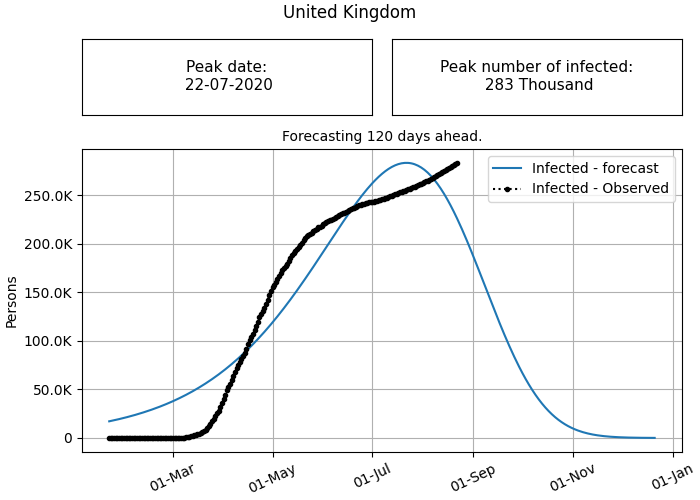 United Kingdom
Peak date:
22-07-2020
Peak number of infected:
283 Thousand
Forecasting 120 days ahead.
Infected - forecast
Infected - Observed
Persons
250.0K
200.0K
150.0K
100.0K
50.0K
0
01-Mar
01-May
01-Jul
01-Sep
01-Nov
01-Jan